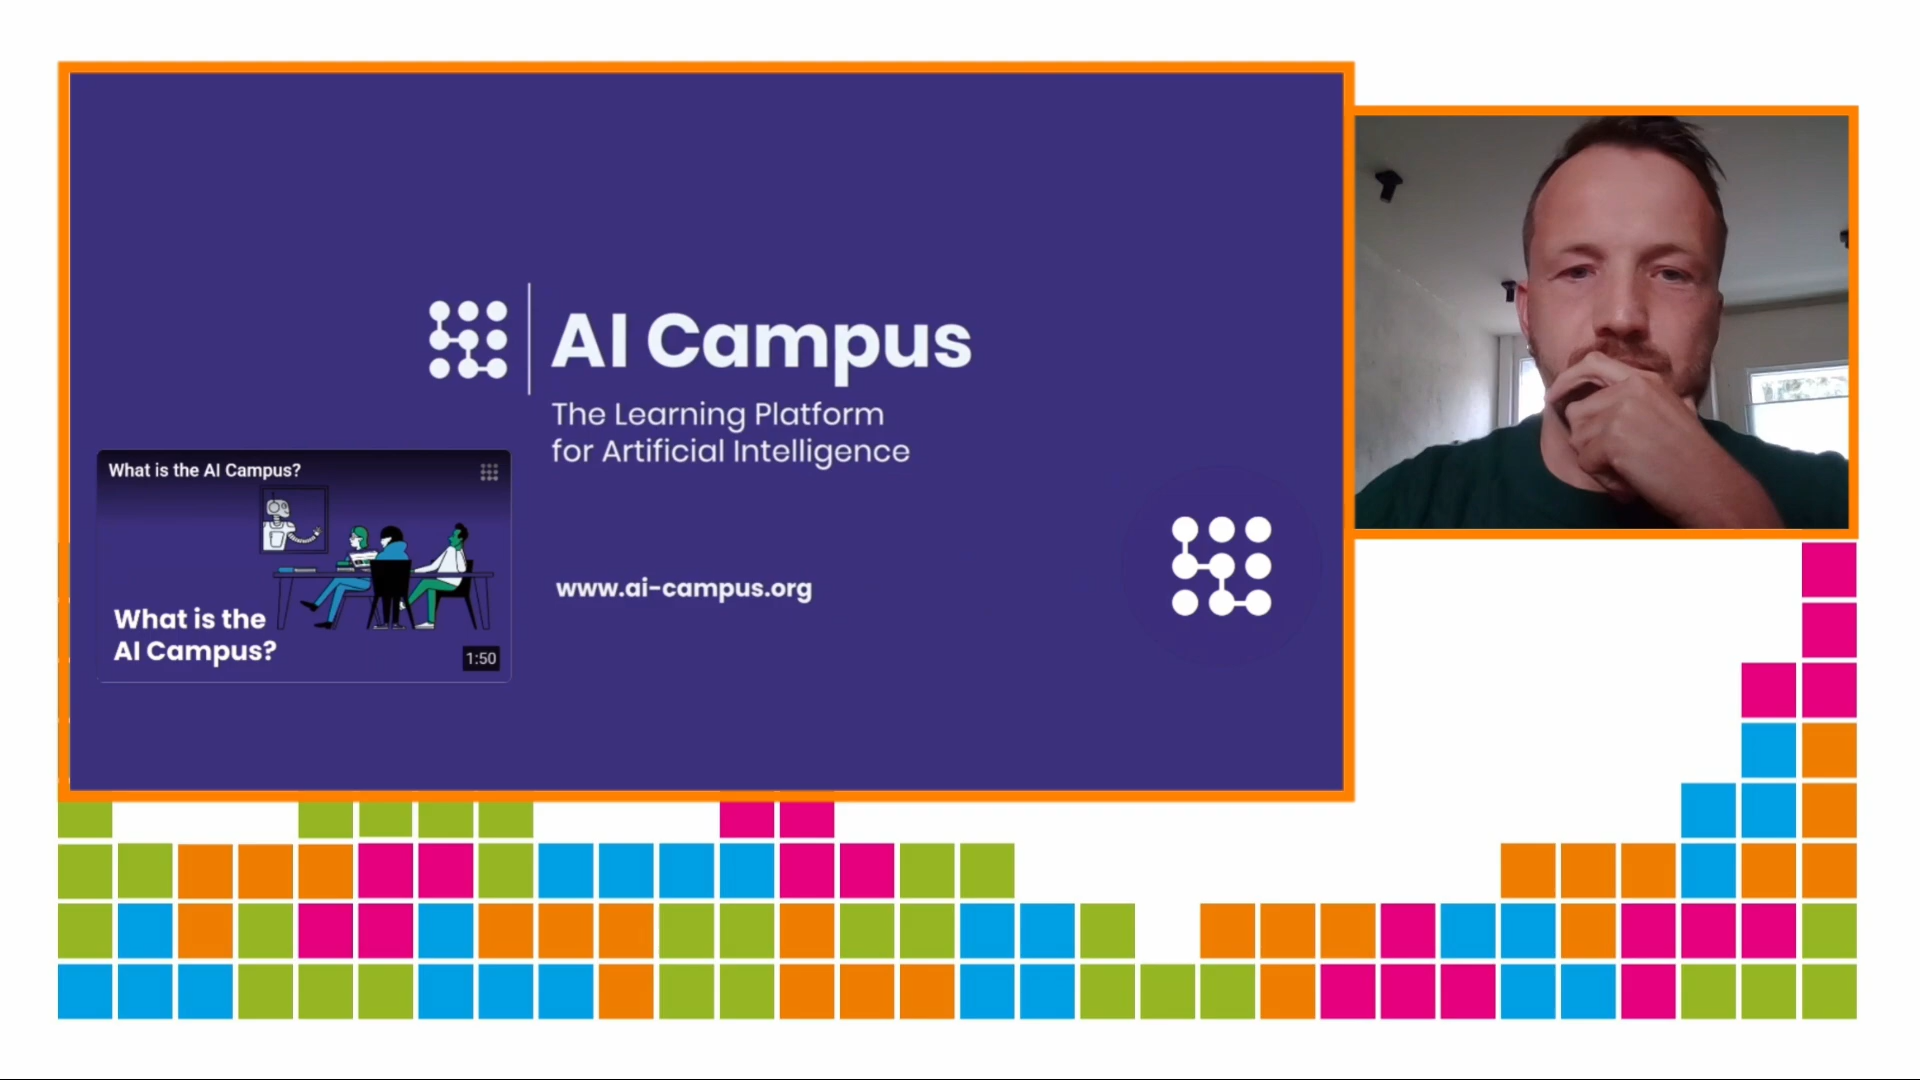 AI Campus
The Learning Platform
for Artificial Intelligence
What is the AI Campus?
What is the
AI Campus?
1:50
www.ai-campus.org